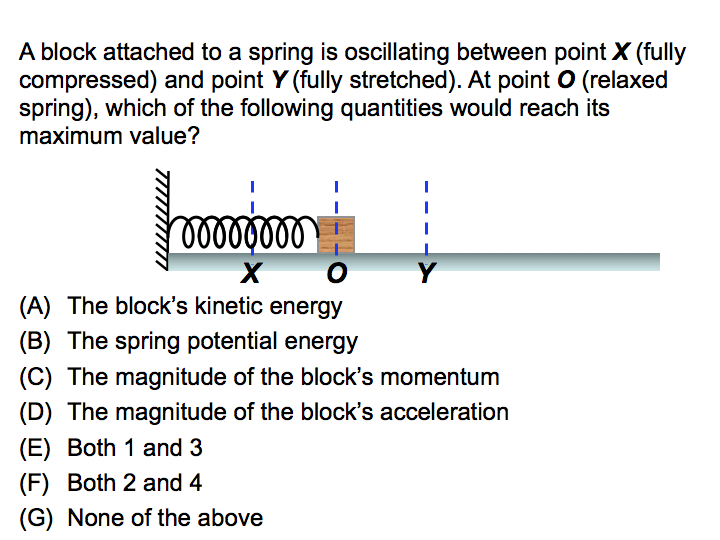 A block attached to a spring is oscillating between point X (fully
compressed) and point Y (fully stretched). At point O (relaxed
spring), which of the following quantities would reach its
maximum value?
X O Y
(A) The block's kinetic energy
(B) The spring potential energy
(C) The magnitude of the block's momentum
(D) The magnitude of the block's acceleration
(E) Both 1 and 3
(F) Both 2 and 4
(G) None of the above